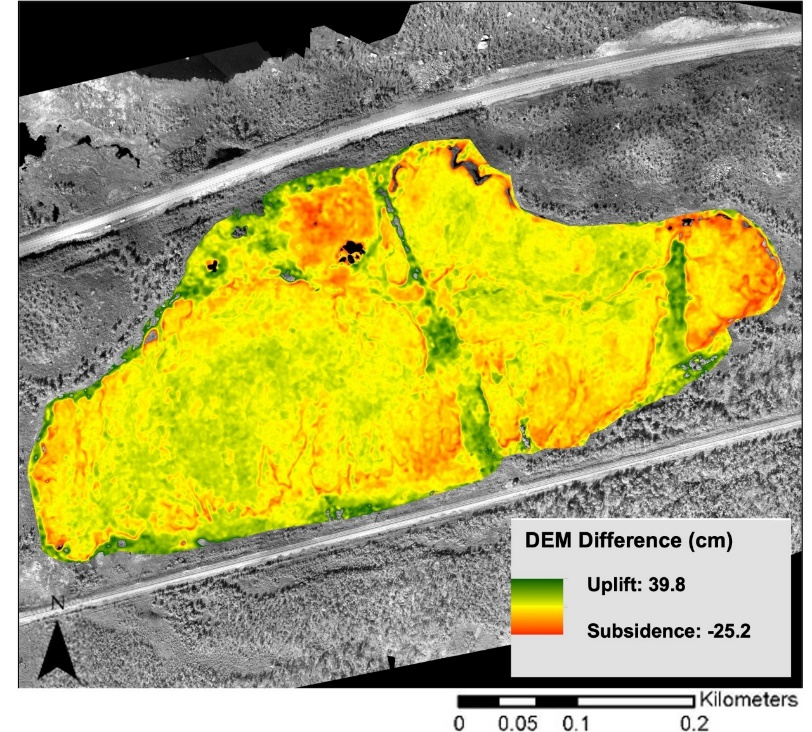 DEM Difference (cm)
Uplift: 39.8
Subsidence: -25.2
N
Kilometers
0 0.05 0.1 0.2